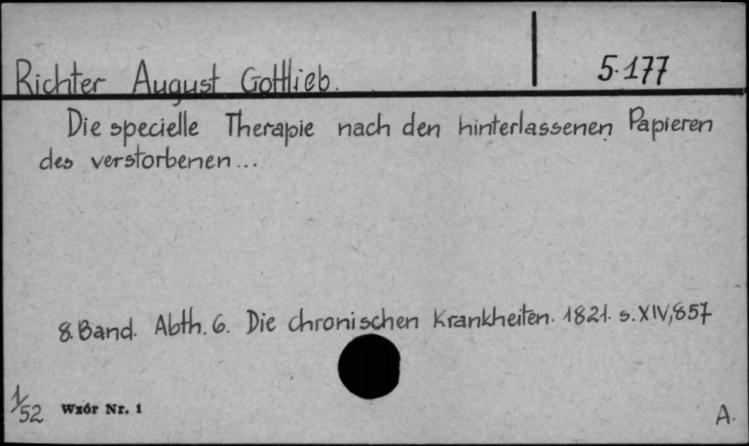 Richter August Gottlieb. 5.177
Die specielle Therapie nach den hinterlassenen Papieren
des verstorbenen...
8. Band. Abth. 6. Die chronischen Krankheiten. 1821. s. XIV, 857
1/52 Wzór Nr. 1 A.